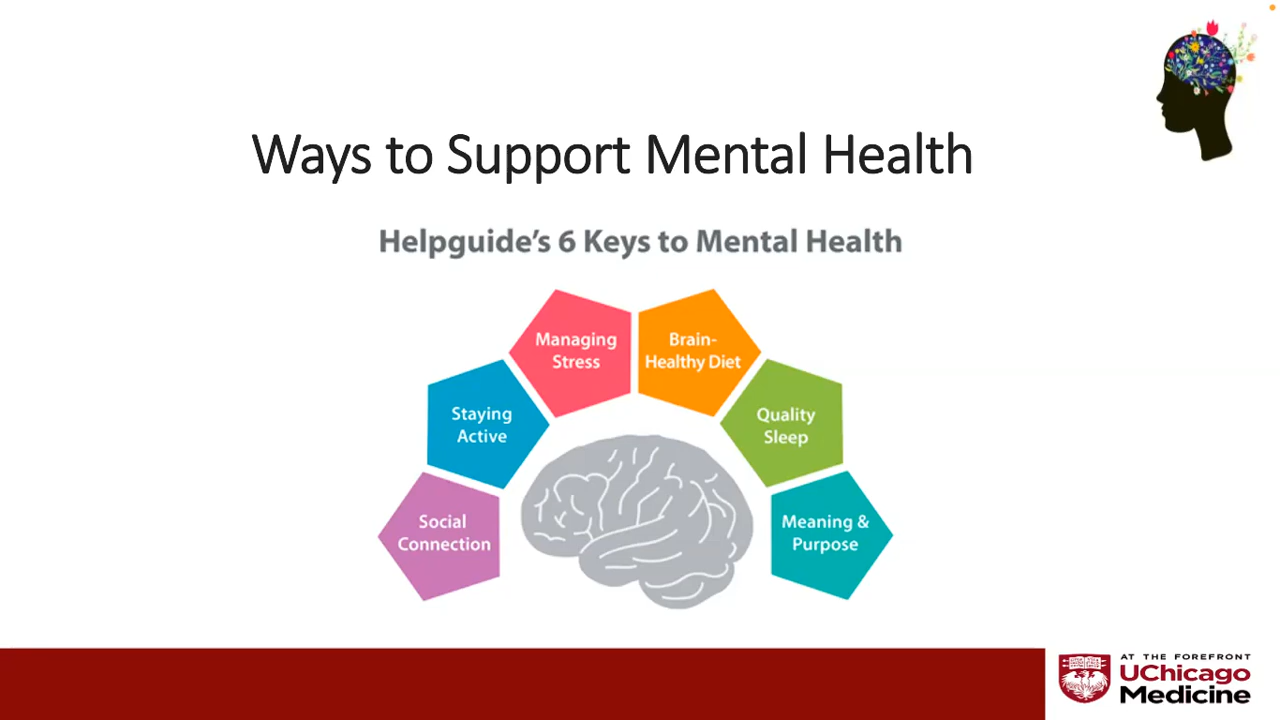 Ways to Support Mental Health
Helpguide's 6 Keys to Mental Health
Managing
Stress
Brain-
Healthy Diet
Staying
Active
Quality
Sleep
Social
Connection
Meaning &
Purpose
AT THE FOREFRONT
UChicago
Medicine